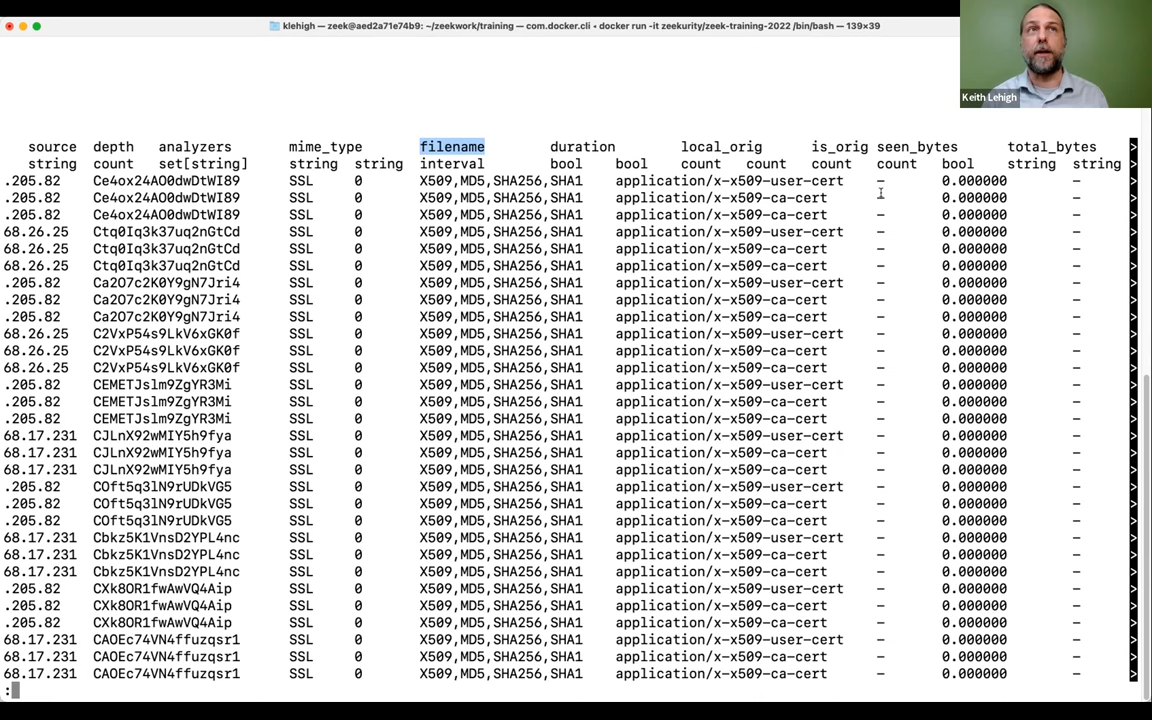 klehigh — zeek@aed2a71e74b9: ~/zeekwork/training — com.docker.cli • docker run -it zeekurity/zeek-training-2022 /bin/bash — 139×39
Keith Lehigh
source depth analyzers mime_type filename duration local_orig is_orig seen_bytes total_bytes >
string count set[string] string string interval bool bool count count count count bool string string >
.205.82 Ce4ox24AO0dwDtWI89 SSL 0 X509,MD5,SHA256,SHA1 application/x-x509-user-cert – 0.000000 – >
.205.82 Ce4ox24AO0dwDtWI89 SSL 0 X509,MD5,SHA256,SHA1 application/x-x509-ca-cert – 0.000000 – >
.205.82 Ce4ox24AO0dwDtWI89 SSL 0 X509,MD5,SHA256,SHA1 application/x-x509-ca-cert – 0.000000 – >
68.26.25 Ctq0Iq3k37uq2nGtCd SSL 0 X509,MD5,SHA256,SHA1 application/x-x509-user-cert – 0.000000 – >
68.26.25 Ctq0Iq3k37uq2nGtCd SSL 0 X509,MD5,SHA256,SHA1 application/x-x509-ca-cert – 0.000000 – >
68.26.25 Ctq0Iq3k37uq2nGtCd SSL 0 X509,MD5,SHA256,SHA1 application/x-x509-ca-cert – 0.000000 – >
.205.82 Ca2O7c2K0Y9gN7Jri4 SSL 0 X509,MD5,SHA256,SHA1 application/x-x509-user-cert – 0.000000 – >
.205.82 Ca2O7c2K0Y9gN7Jri4 SSL 0 X509,MD5,SHA256,SHA1 application/x-x509-ca-cert – 0.000000 – >
.205.82 Ca2O7c2K0Y9gN7Jri4 SSL 0 X509,MD5,SHA256,SHA1 application/x-x509-ca-cert – 0.000000 – >
68.26.25 C2VxP54s9LkV6xGK0f SSL 0 X509,MD5,SHA256,SHA1 application/x-x509-user-cert – 0.000000 – >
68.26.25 C2VxP54s9LkV6xGK0f SSL 0 X509,MD5,SHA256,SHA1 application/x-x509-ca-cert – 0.000000 – >
68.26.25 C2VxP54s9LkV6xGK0f SSL 0 X509,MD5,SHA256,SHA1 application/x-x509-ca-cert – 0.000000 – >
.205.82 CEMETJslm9ZgYR3Mi SSL 0 X509,MD5,SHA256,SHA1 application/x-x509-user-cert – 0.000000 – >
.205.82 CEMETJslm9ZgYR3Mi SSL 0 X509,MD5,SHA256,SHA1 application/x-x509-ca-cert – 0.000000 – >
.205.82 CEMETJslm9ZgYR3Mi SSL 0 X509,MD5,SHA256,SHA1 application/x-x509-ca-cert – 0.000000 – >
68.17.231 CJLnX92wMIY5h9fya SSL 0 X509,MD5,SHA256,SHA1 application/x-x509-user-cert – 0.000000 – >
68.17.231 CJLnX92wMIY5h9fya SSL 0 X509,MD5,SHA256,SHA1 application/x-x509-ca-cert – 0.000000 – >
68.17.231 CJLnX92wMIY5h9fya SSL 0 X509,MD5,SHA256,SHA1 application/x-x509-ca-cert – 0.000000 – >
.205.82 COft5q3lN9rUDkVG5 SSL 0 X509,MD5,SHA256,SHA1 application/x-x509-user-cert – 0.000000 – >
.205.82 COft5q3lN9rUDkVG5 SSL 0 X509,MD5,SHA256,SHA1 application/x-x509-ca-cert – 0.000000 – >
.205.82 COft5q3lN9rUDkVG5 SSL 0 X509,MD5,SHA256,SHA1 application/x-x509-ca-cert – 0.000000 – >
68.17.231 Cbkz5K1VnsD2YPL4nc SSL 0 X509,MD5,SHA256,SHA1 application/x-x509-user-cert – 0.000000 – >
68.17.231 Cbkz5K1VnsD2YPL4nc SSL 0 X509,MD5,SHA256,SHA1 application/x-x509-ca-cert – 0.000000 – >
68.17.231 Cbkz5K1VnsD2YPL4nc SSL 0 X509,MD5,SHA256,SHA1 application/x-x509-ca-cert – 0.000000 – >
.205.82 CXk8OR1fwAwVQ4Aip SSL 0 X509,MD5,SHA256,SHA1 application/x-x509-user-cert – 0.000000 – >
.205.82 CXk8OR1fwAwVQ4Aip SSL 0 X509,MD5,SHA256,SHA1 application/x-x509-ca-cert – 0.000000 – >
.205.82 CXk8OR1fwAwVQ4Aip SSL 0 X509,MD5,SHA256,SHA1 application/x-x509-ca-cert – 0.000000 – >
68.17.231 CAOEc74VN4ffuzqsr1 SSL 0 X509,MD5,SHA256,SHA1 application/x-x509-user-cert – 0.000000 – >
68.17.231 CAOEc74VN4ffuzqsr1 SSL 0 X509,MD5,SHA256,SHA1 application/x-x509-ca-cert – 0.000000 – >
68.17.231 CAOEc74VN4ffuzqsr1 SSL 0 X509,MD5,SHA256,SHA1 application/x-x509-ca-cert – 0.000000 – >
: